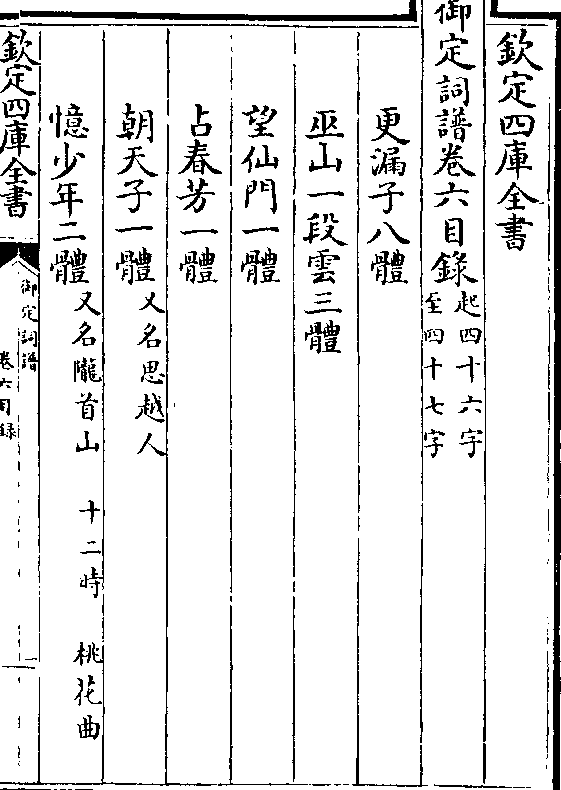 欽定四庫全書
御定詞譜卷六目錄起四十六字至四十七字
更漏子八體
巫山一段雲三體
望仙門一體
占春芳一體
朝天子一體又名思越人
憶少年二體又名隴首山 十二時 桃花曲
欽定四庫全書
御定詞譜
卷六目録
一